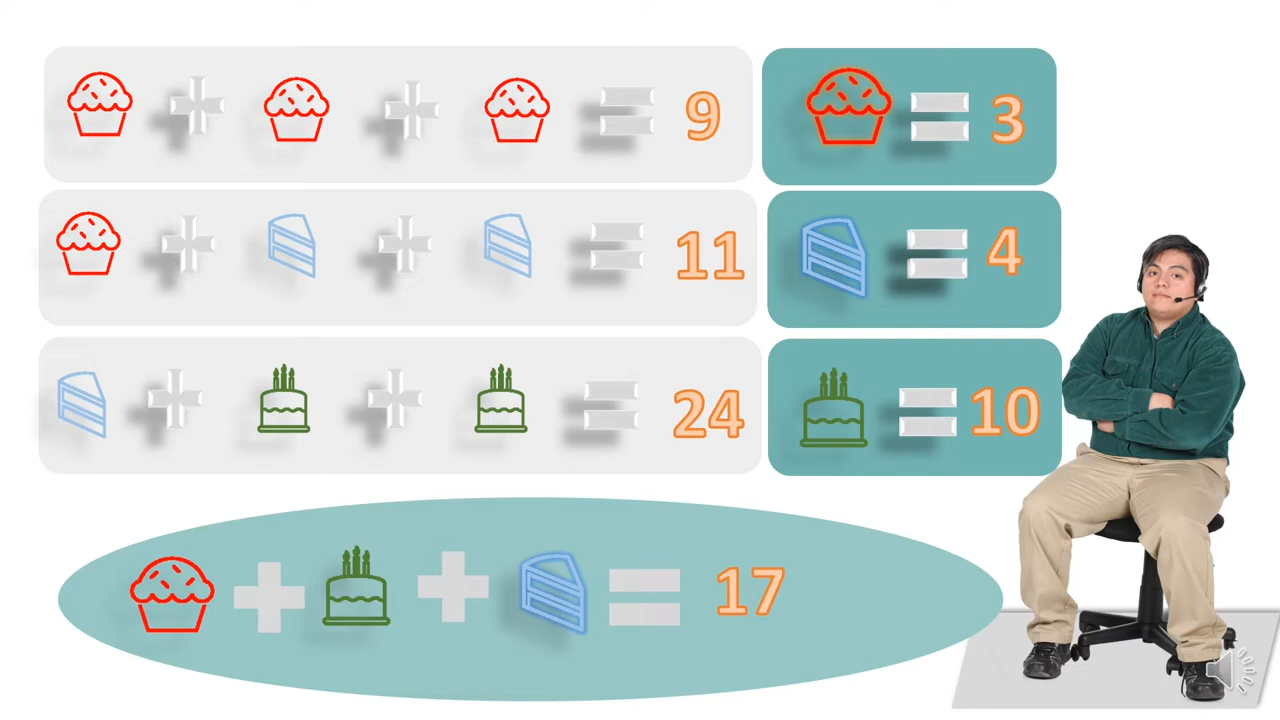 + + = 9 = 3
+ + = 11 = 4
+ + = 24 = 10
+ + = 17